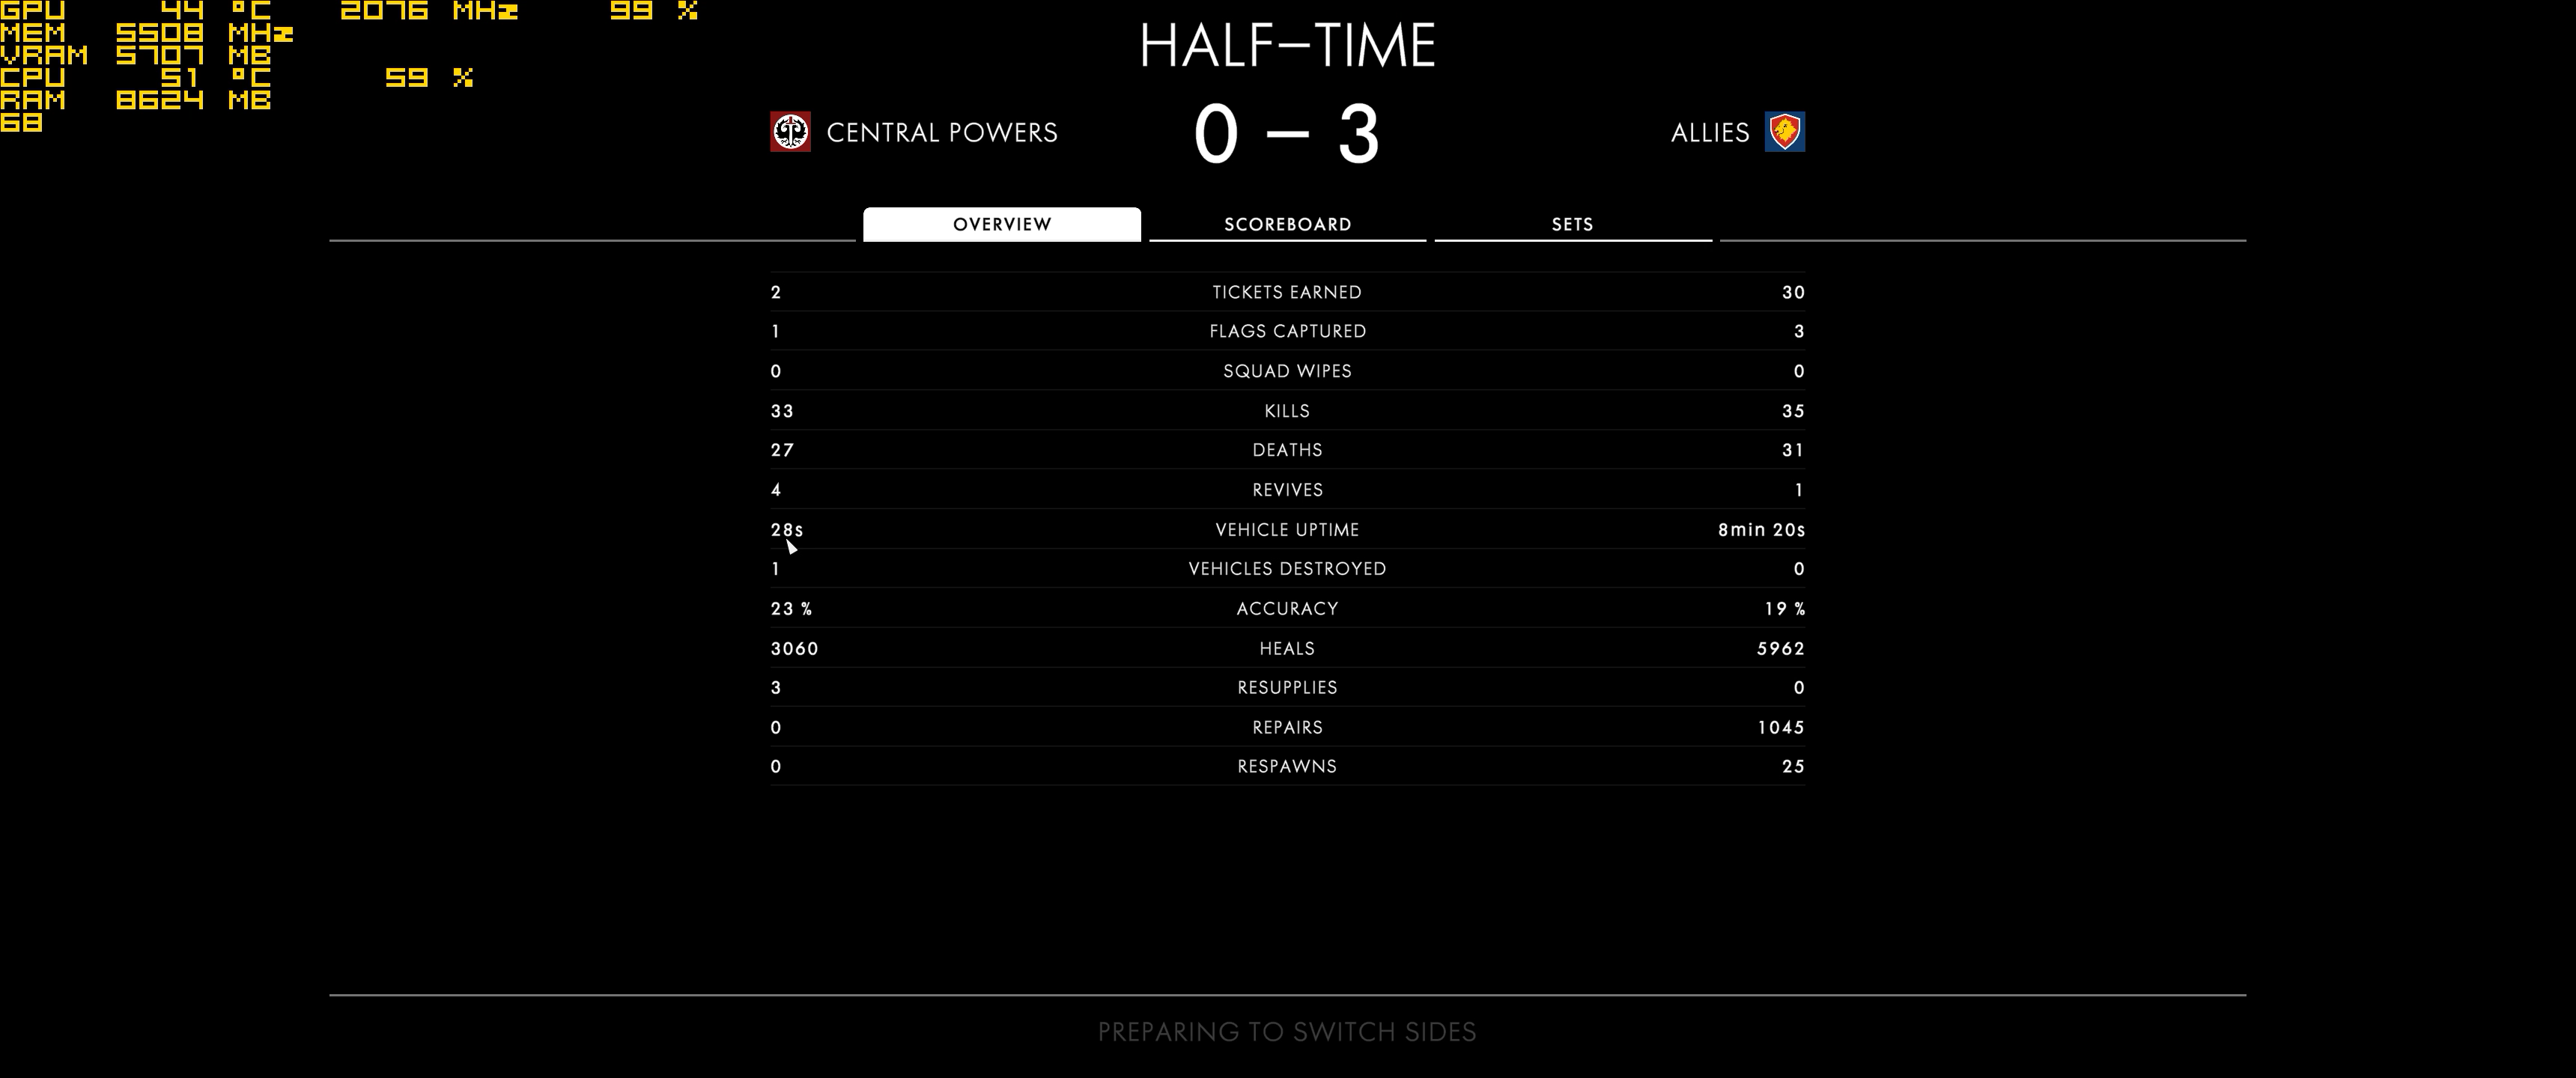 GPU 44 °C 2076 MHz 99 %
MEM 5508 MHz
VRAM 5707 MB
CPU 51 °C 59 %
RAM 8624 MB
68
HALF–TIME
CENTRAL POWERS 0 – 3 ALLIES
OVERVIEW SCOREBOARD SETS
2 TICKETS EARNED 30
1 FLAGS CAPTURED 3
0 SQUAD WIPES 0
33 KILLS 35
27 DEATHS 31
4 REVIVES 1
28s VEHICLE UPTIME 8min 20s
1 VEHICLES DESTROYED 0
23 % ACCURACY 19 %
3060 HEALS 5962
3 RESUPPLIES 0
0 REPAIRS 1045
0 RESPAWNS 25
PREPARING TO SWITCH SIDES